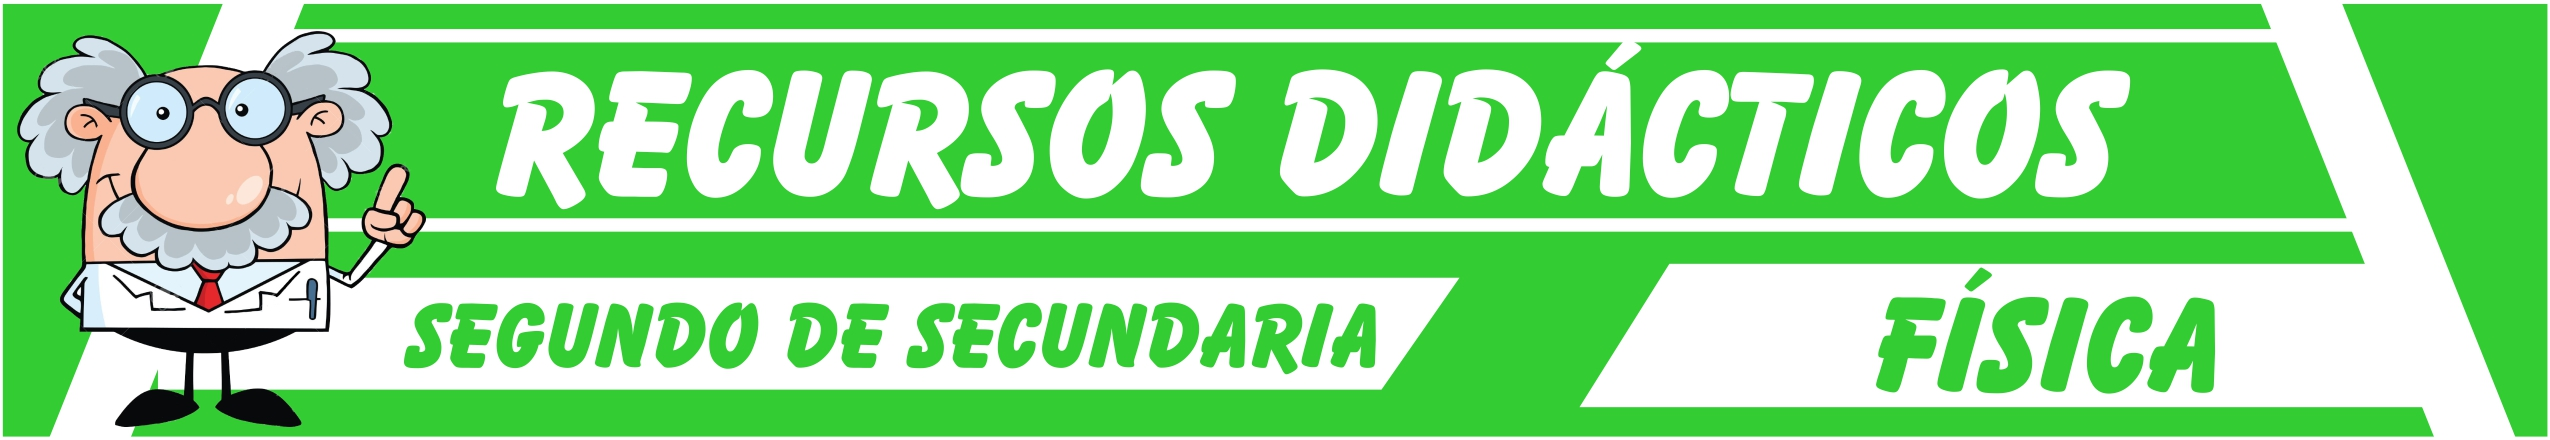 RECURSOS DIDÁCTICOS
SEGUNDO DE SECUNDARIA
FÍSICA